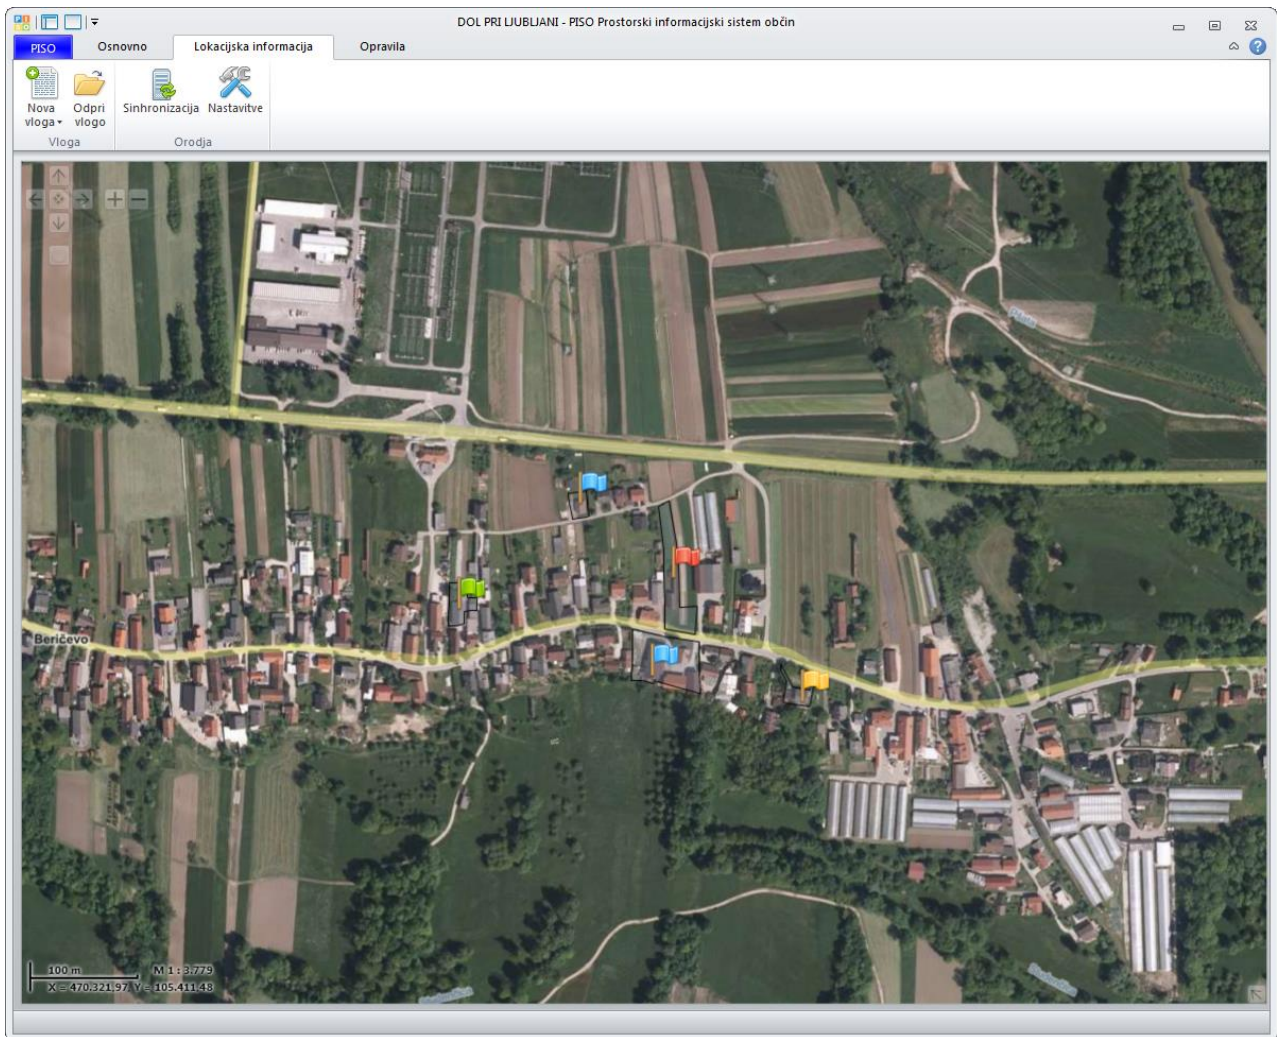 DOL PRI LJUBLJANI - PISO Prostorski informacijski sistem občin
PISO Osnovno Lokacijska informacija Opravila
Nova vloga
Odpri vlogo
Sinhronizacija
Nastavitve
Vloga Orodja
Beričevo
100 m M 1 : 3.779
X = 470.321,97 Y = 105.411,48